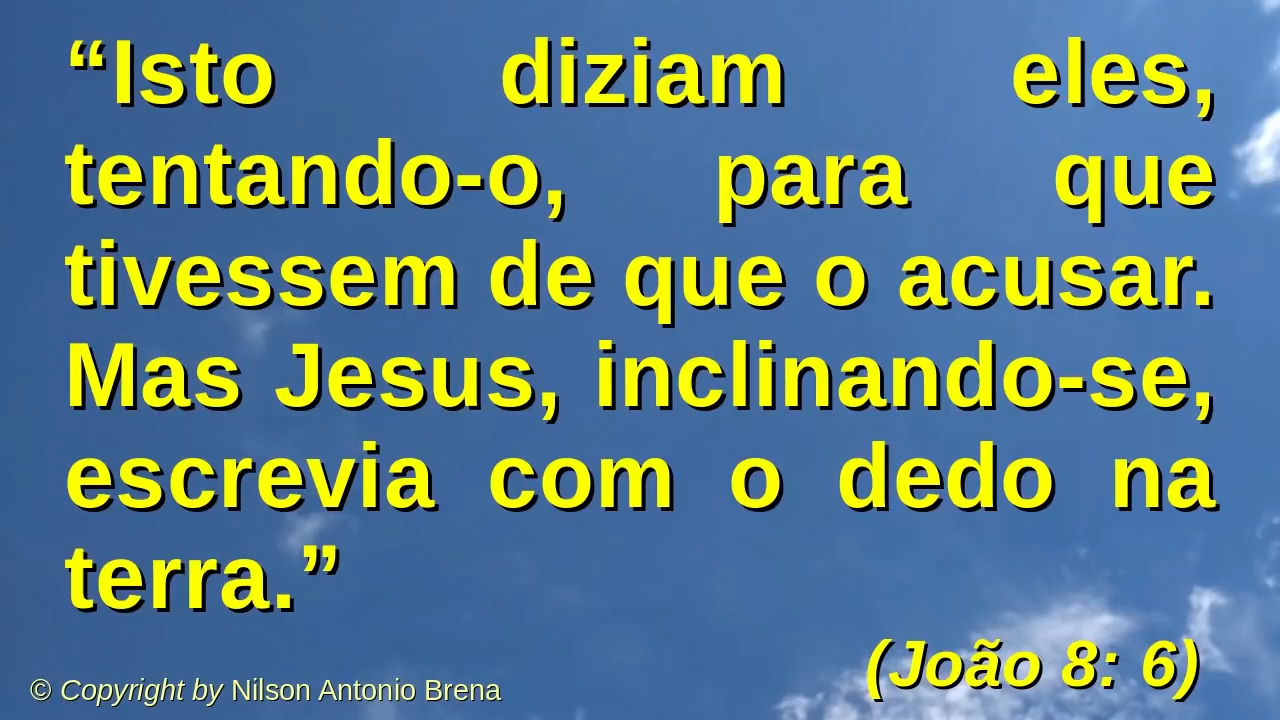 “Isto diziam eles,
tentando-o, para que
tivessem de que o acusar.
Mas Jesus, inclinando-se,
escrevia com o dedo na
terra.”
(João 8: 6)
© Copyright by Nilson Antonio Brena